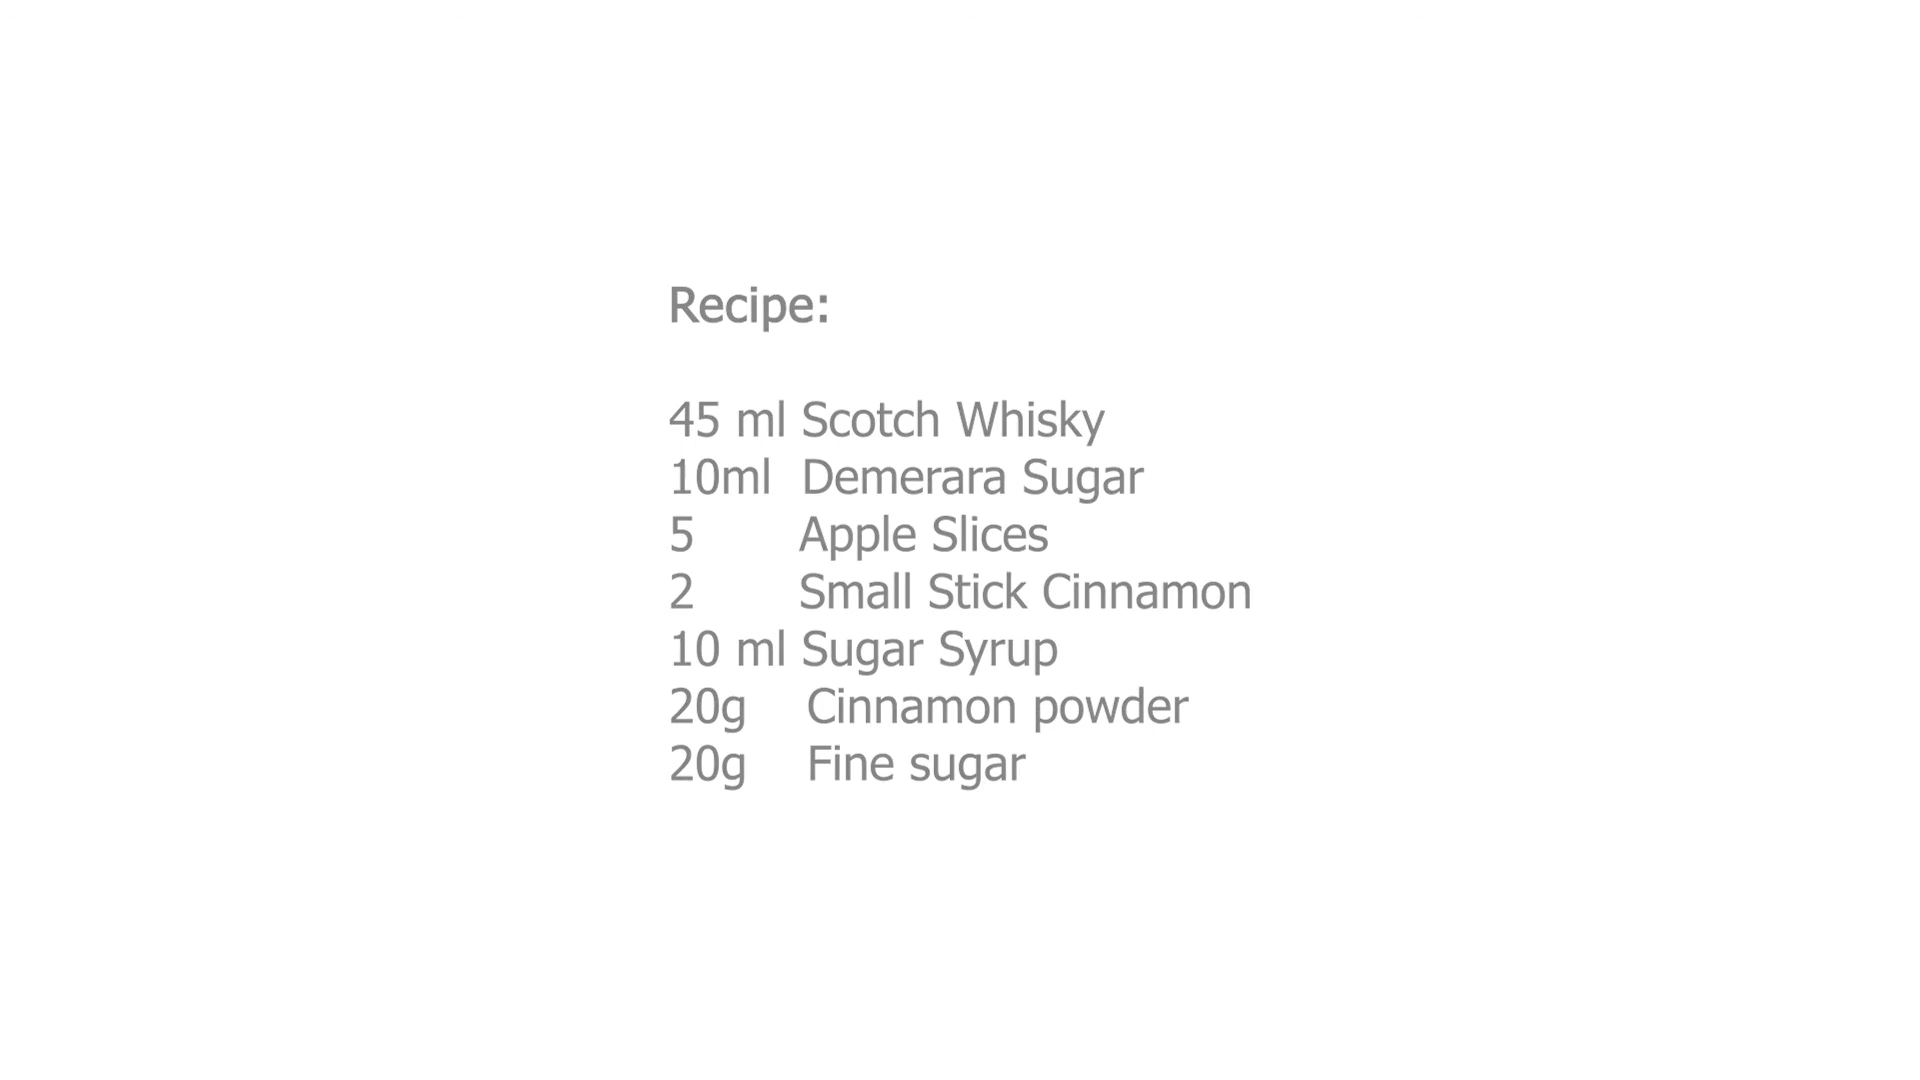 Recipe:
45 ml Scotch Whisky
10ml Demerara Sugar
5 Apple Slices
2 Small Stick Cinnamon
10 ml Sugar Syrup
20g Cinnamon powder
20g Fine sugar